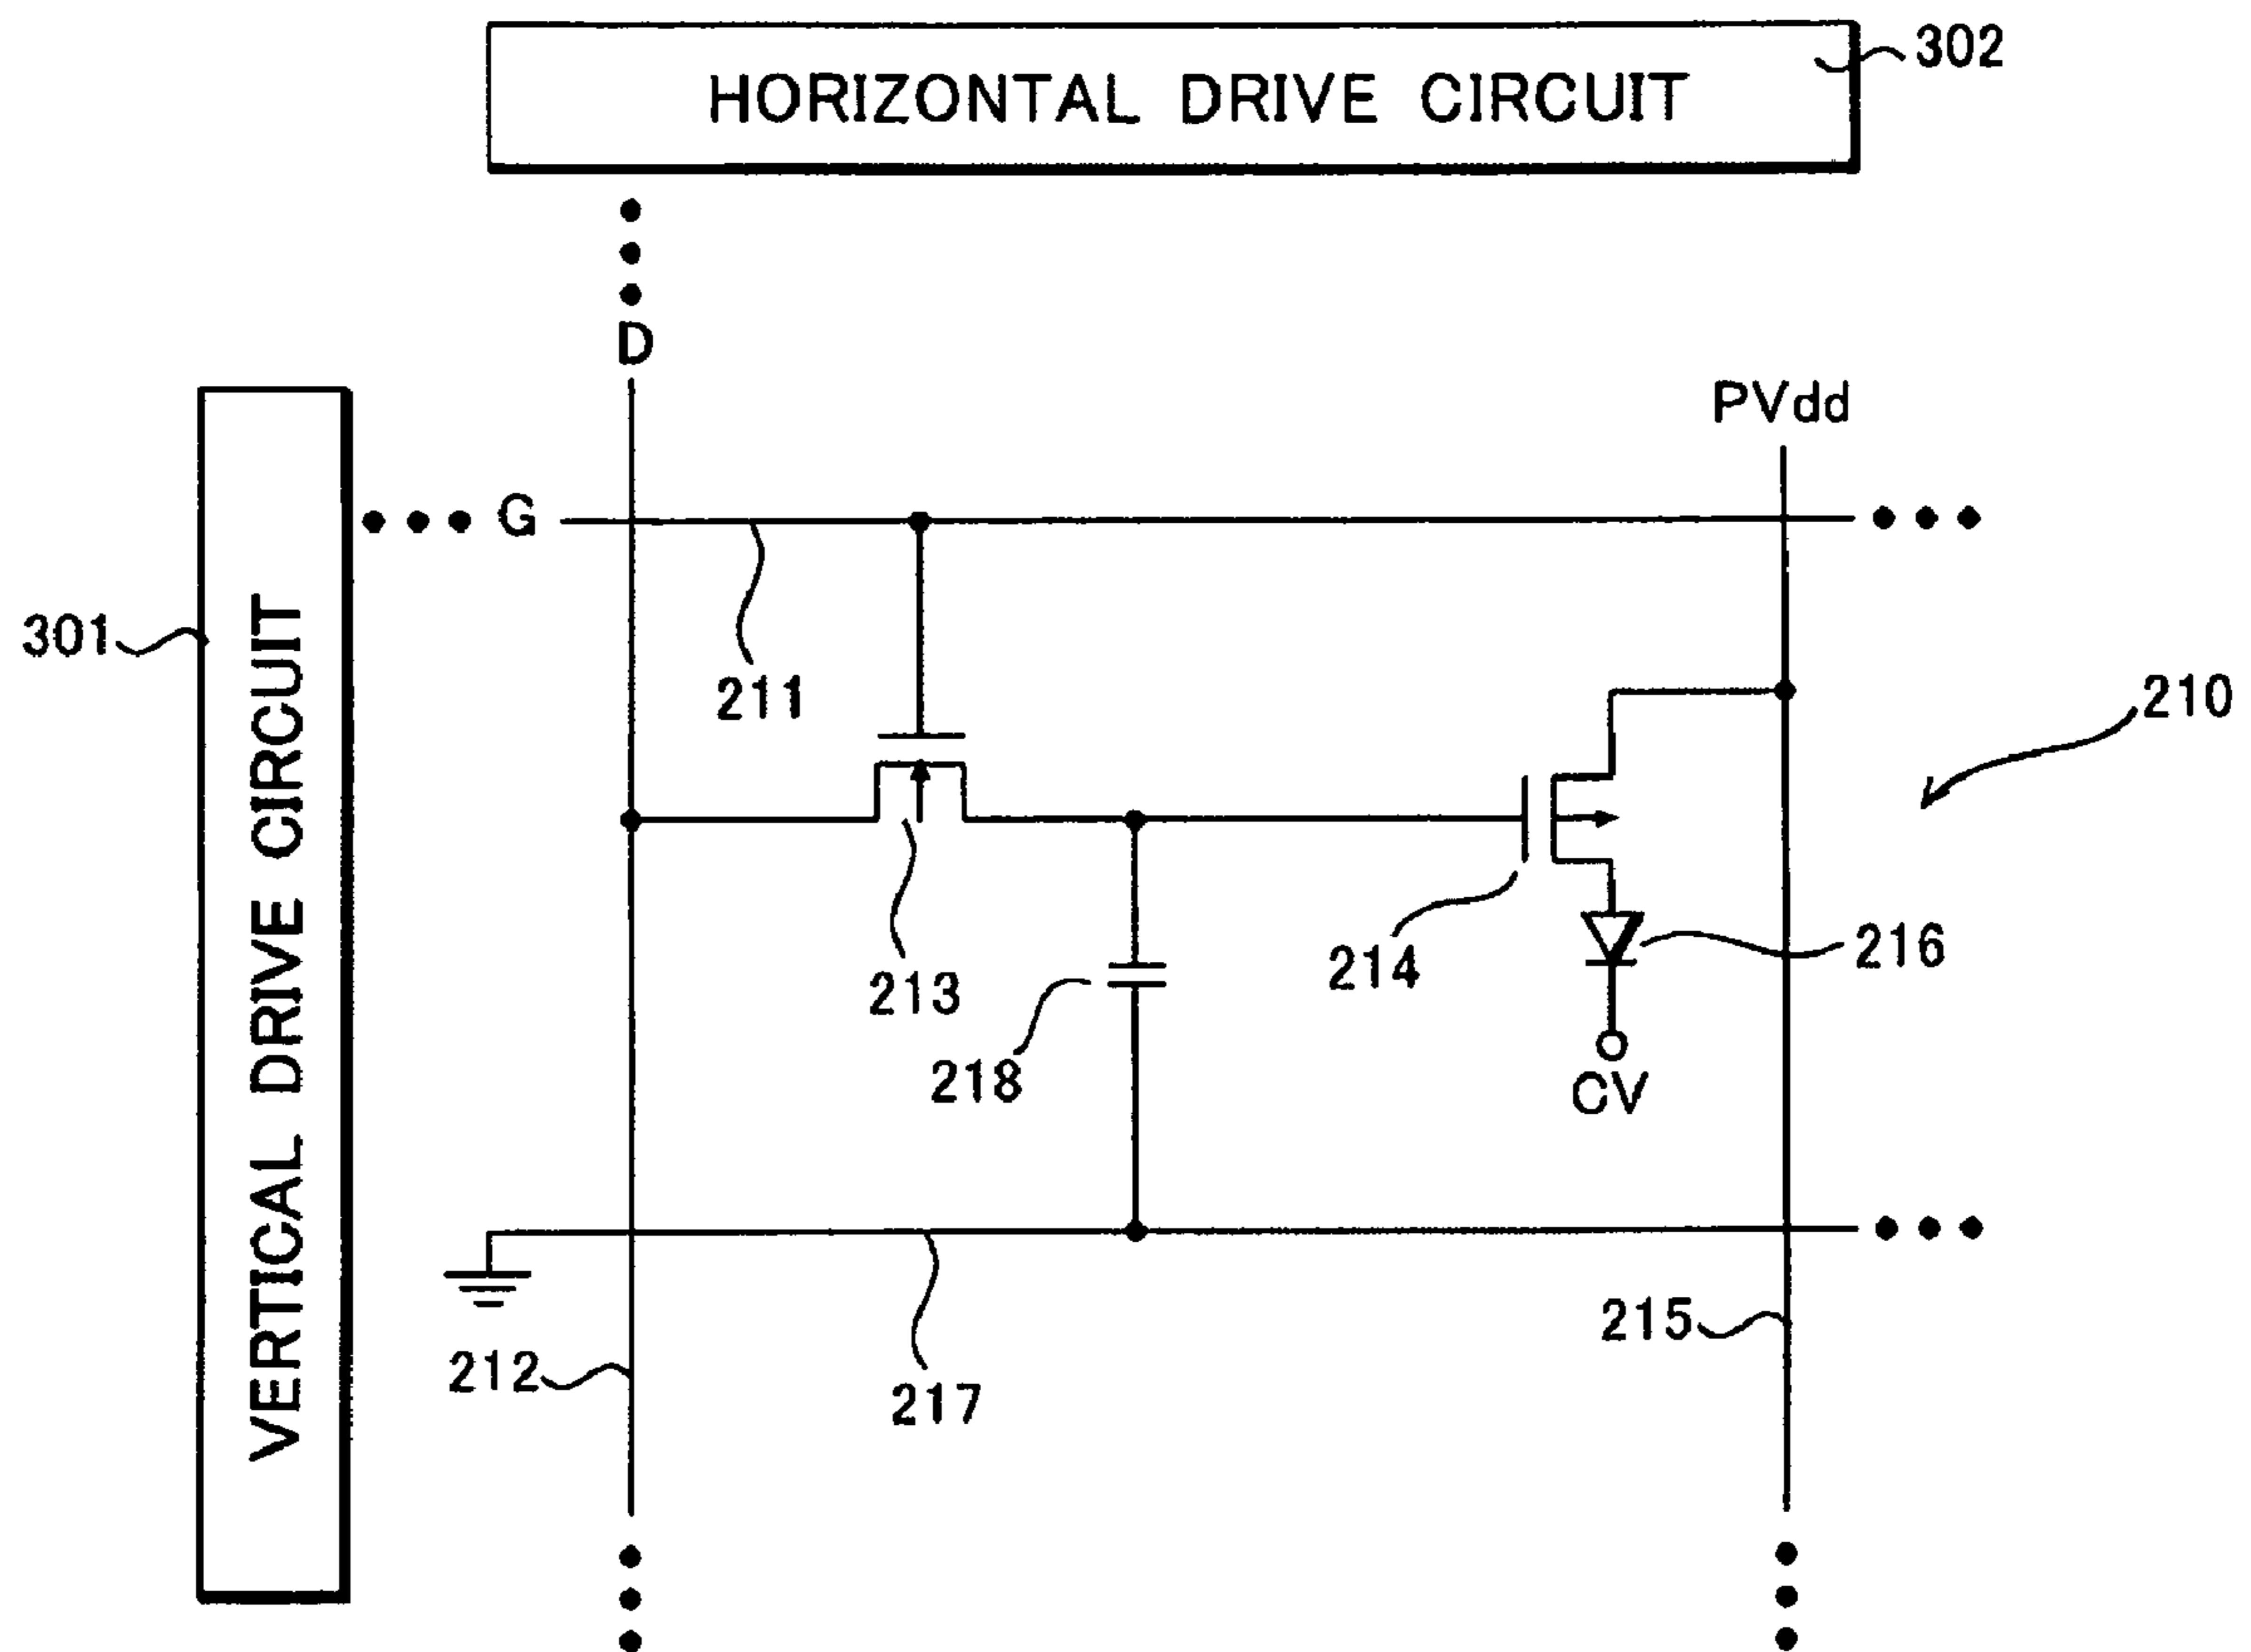 302
HORIZONTAL DRIVE CIRCUIT
D
PVdd
G
301
VERTICAL DRIVE CIRCUIT
211
210
213
214
216
218
CV
215
212
217